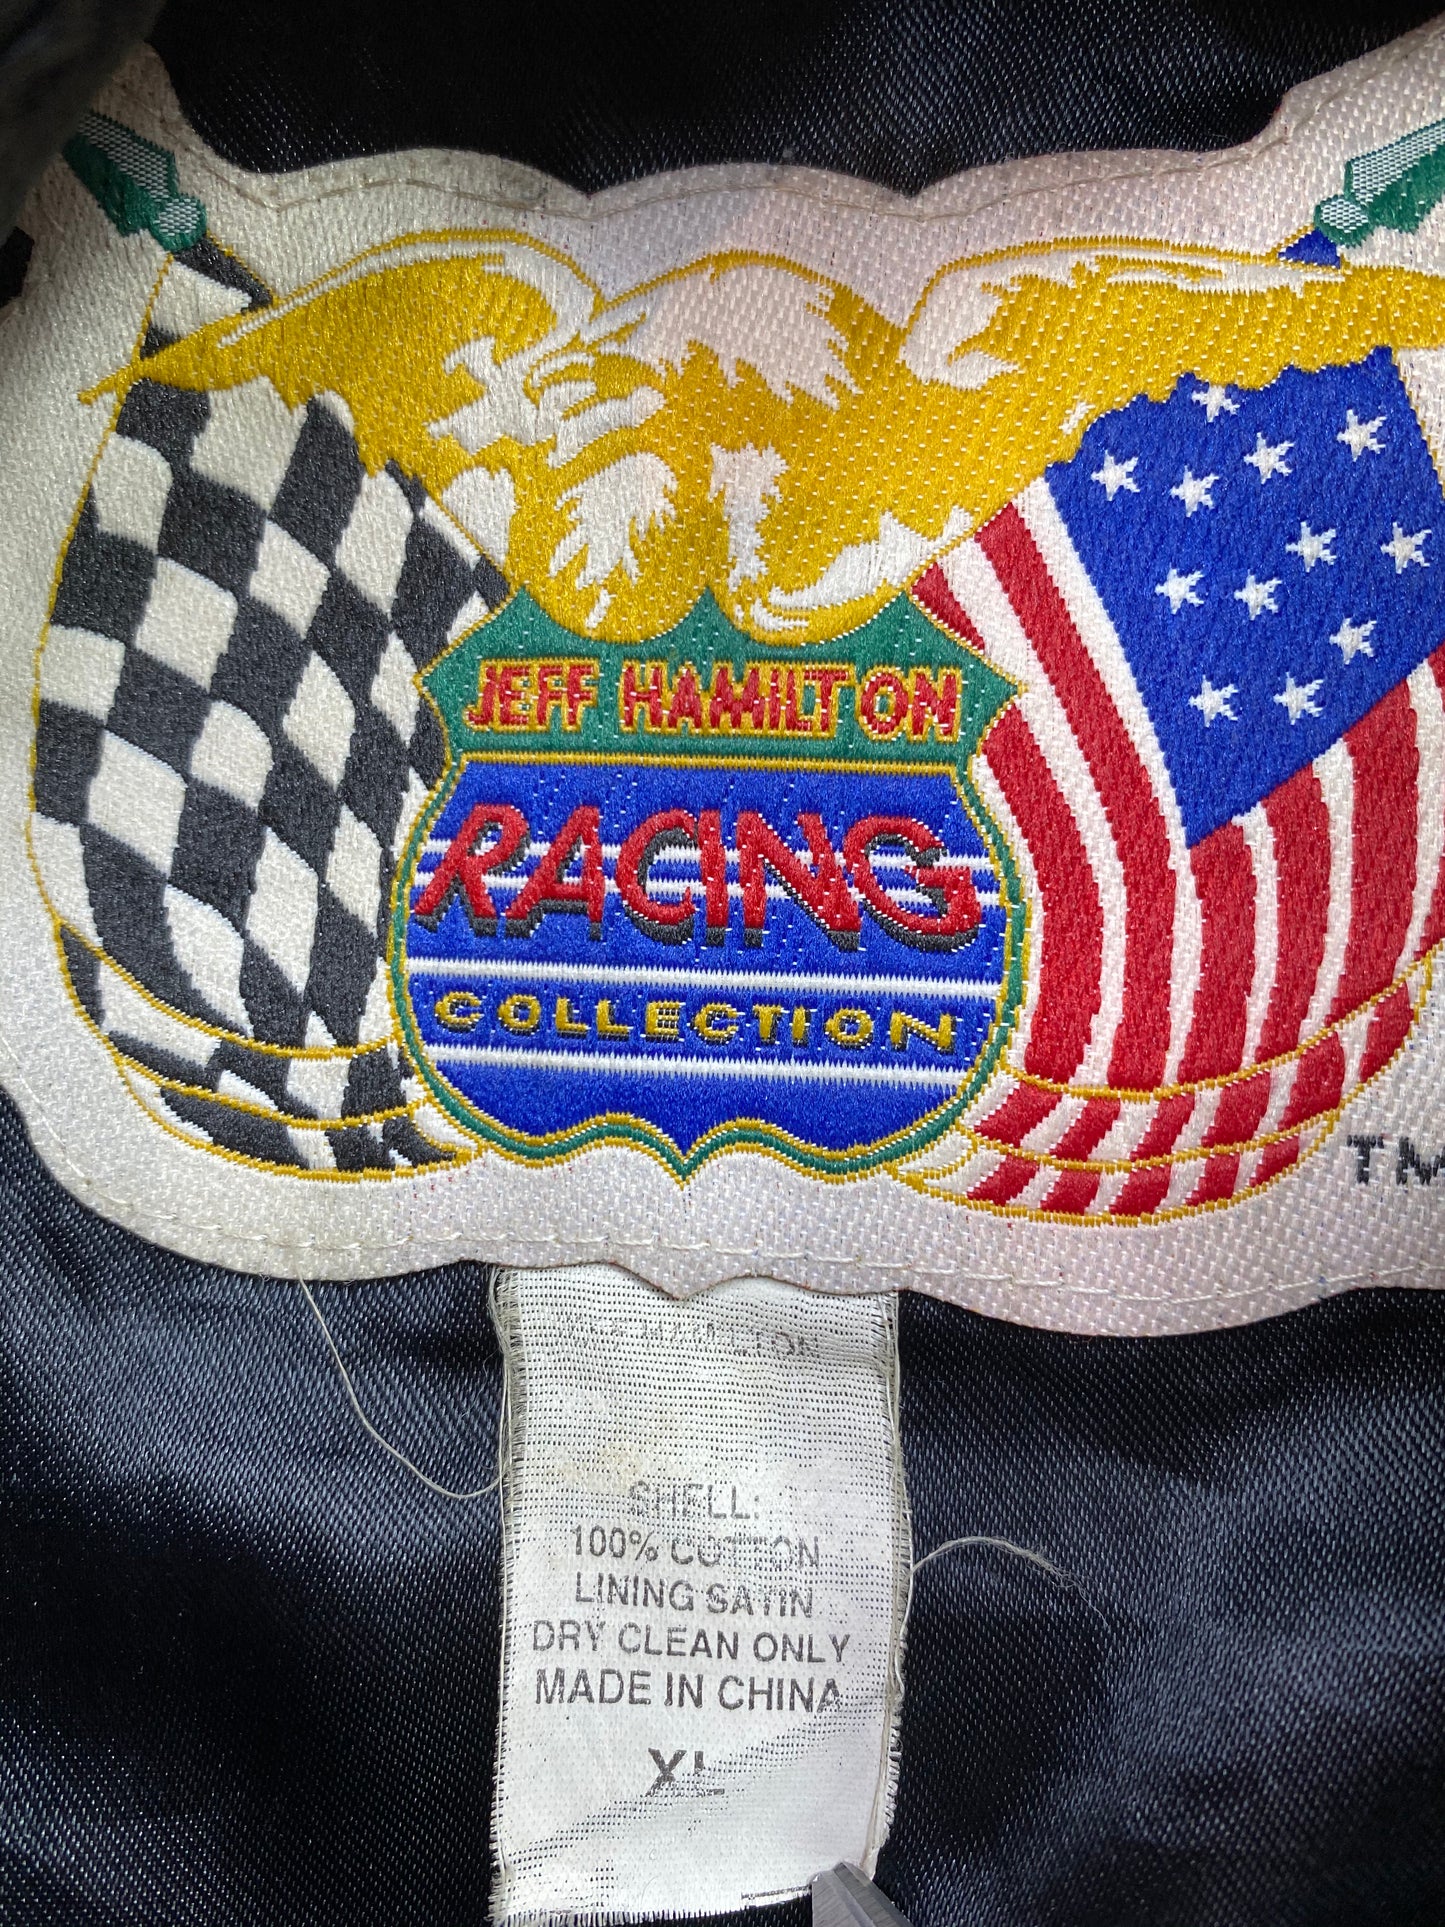 JEFF HAMILTON
RACING
COLLECTION
TM
SHELL:
100% COTTON
LINING SATIN
DRY CLEAN ONLY
MADE IN CHINA
XL